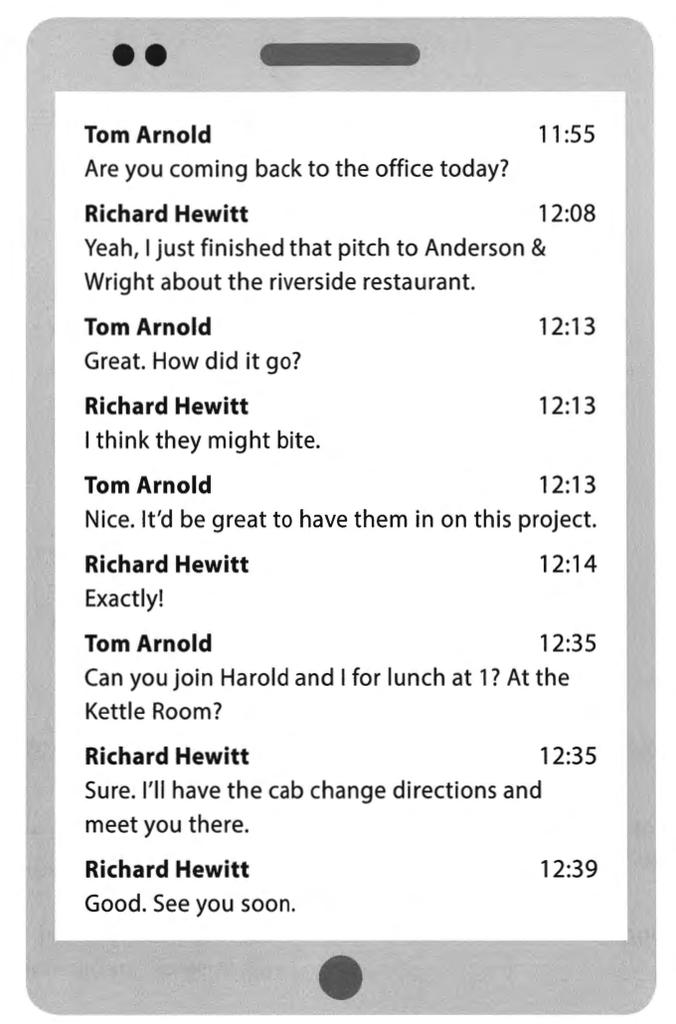 Tom Arnold 11:55
Are you coming back to the office today?
Richard Hewitt 12:08
Yeah, I just finished that pitch to Anderson &
Wright about the riverside restaurant.
Tom Arnold 12:13
Great. How did it go?
Richard Hewitt 12:13
I think they might bite.
Tom Arnold 12:13
Nice. It'd be great to have them in on this project.
Richard Hewitt 12:14
Exactly!
Tom Arnold 12:35
Can you join Harold and I for lunch at 1? At the
Kettle Room?
Richard Hewitt 12:35
Sure. I'll have the cab change directions and
meet you there.
Richard Hewitt 12:39
Good. See you soon.